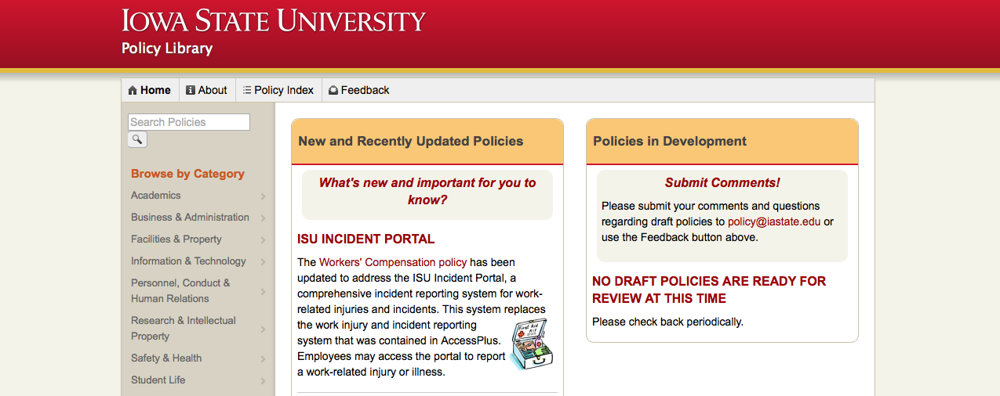 IOWA STATE UNIVERSITY
Policy Library
Home
About
Policy Index
Feedback
Search Policies
Browse by Category
Academics
Business & Administration
Facilities & Property
Information & Technology
Personnel, Conduct &
Human Relations
Research & Intellectual
Property
Safety & Health
Student Life
New and Recently Updated Policies
What's new and important for you to
know?
ISU INCIDENT PORTAL
The Workers' Compensation policy has been
updated to address the ISU Incident Portal, a
comprehensive incident reporting system for work-
related injuries and incidents. This system replaces
the work injury and incident reporting
system that was contained in AccessPlus.
Employees may access the portal to report
a work-related injury or illness.
First Aid
Kit
Policies in Development
Submit Comments!
Please submit your comments and questions
regarding draft policies to policy@iastate.edu or
use the Feedback button above.
NO DRAFT POLICIES ARE READY FOR
REVIEW AT THIS TIME
Please check back periodically.